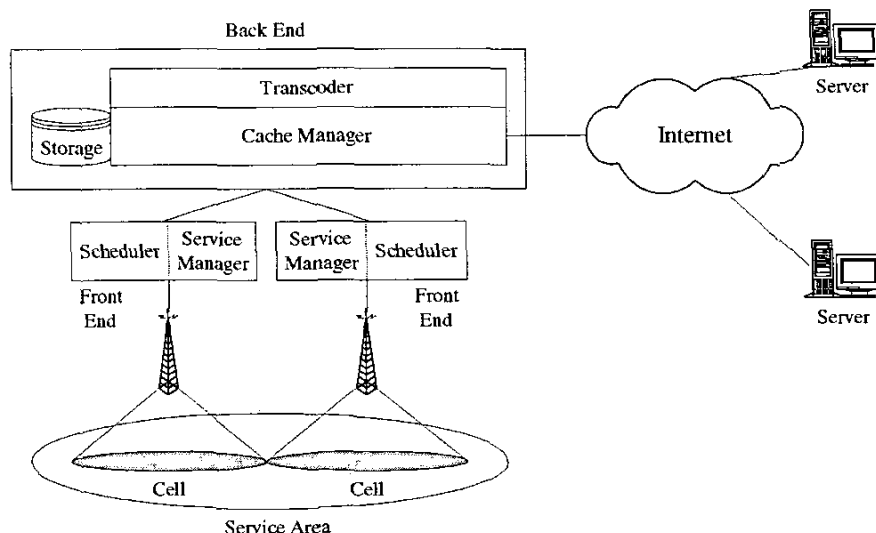 Back End
Transcoder
Cache Manager
Storage
Internet
Server
Scheduler
Service
Manager
Service
Manager
Scheduler
Front
End
Front
End
Server
Cell
Cell
Service Area